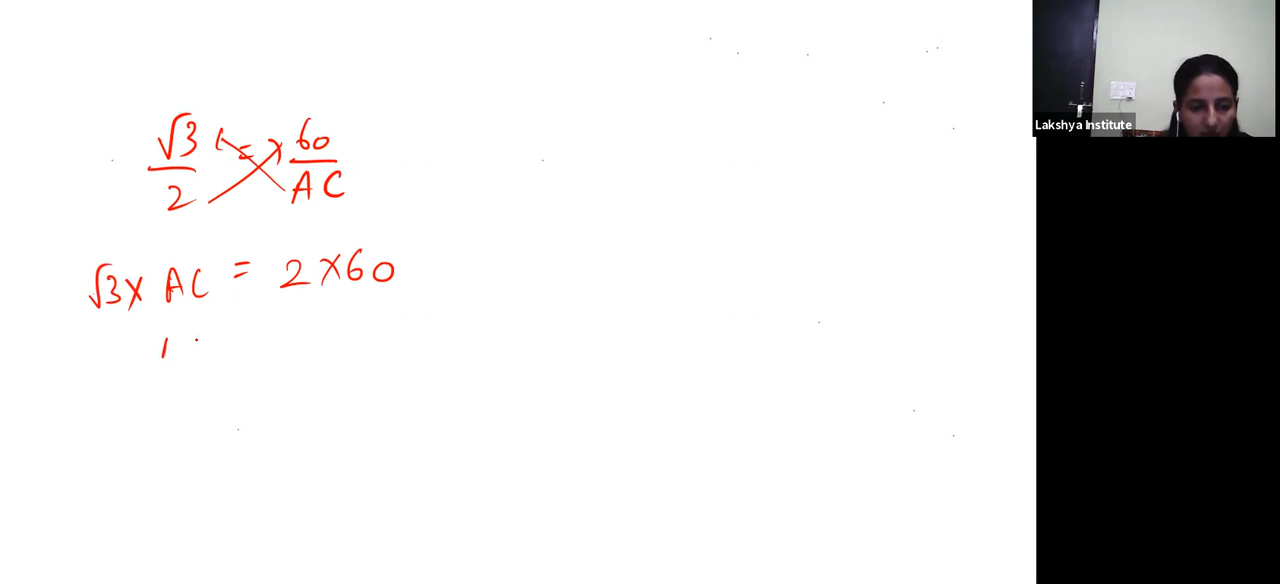 √3/2 = 60/AC
√3 × AC = 2 × 60
Lakshya Institute